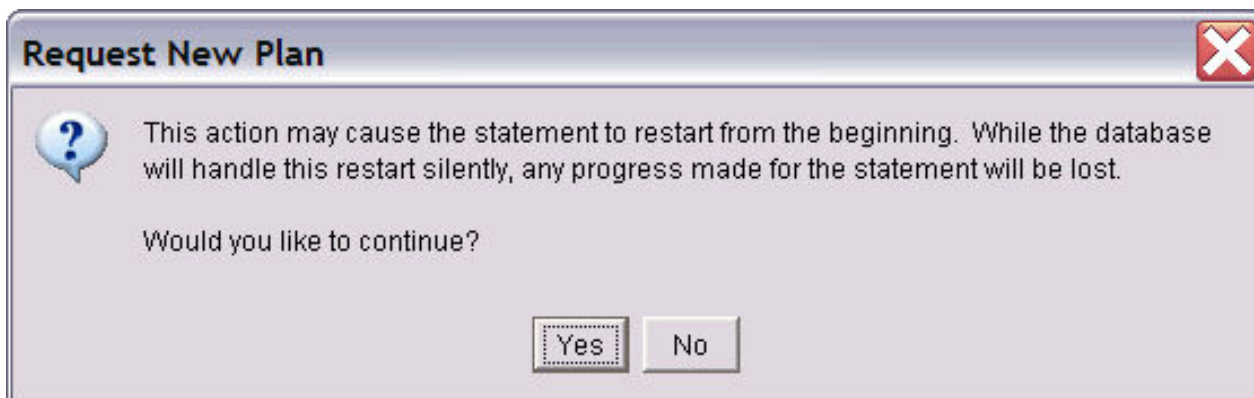 Request New Plan
This action may cause the statement to restart from the beginning.  While the database
will handle this restart silently, any progress made for the statement will be lost.
Would you like to continue?
Yes No